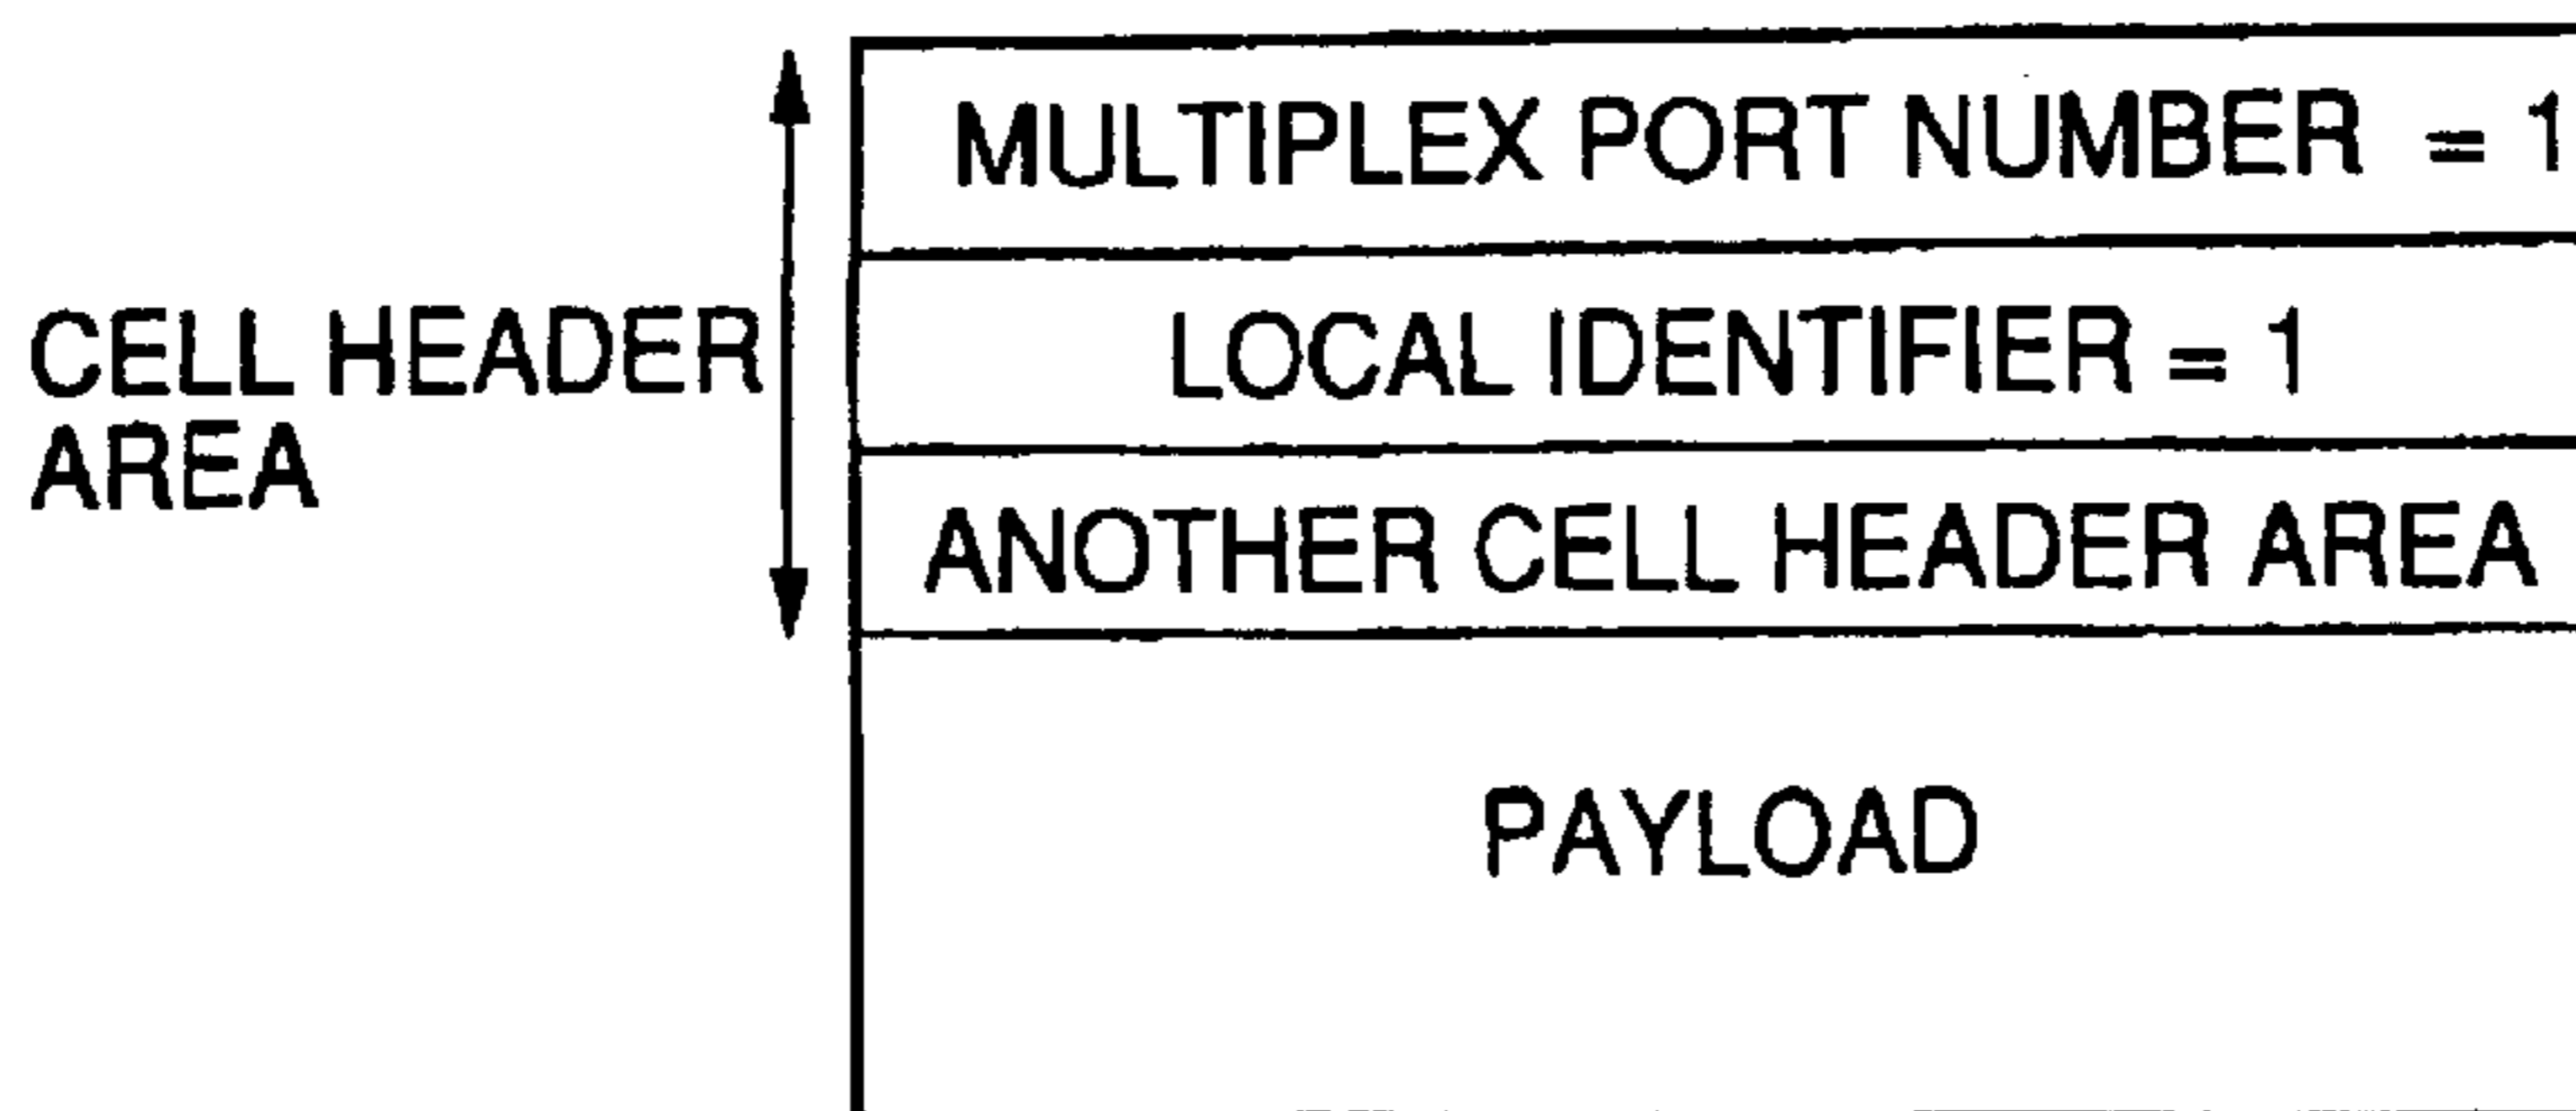 MULTIPLEX PORT NUMBER = 1
CELL HEADER
AREA
LOCAL IDENTIFIER = 1
ANOTHER CELL HEADER AREA
PAYLOAD